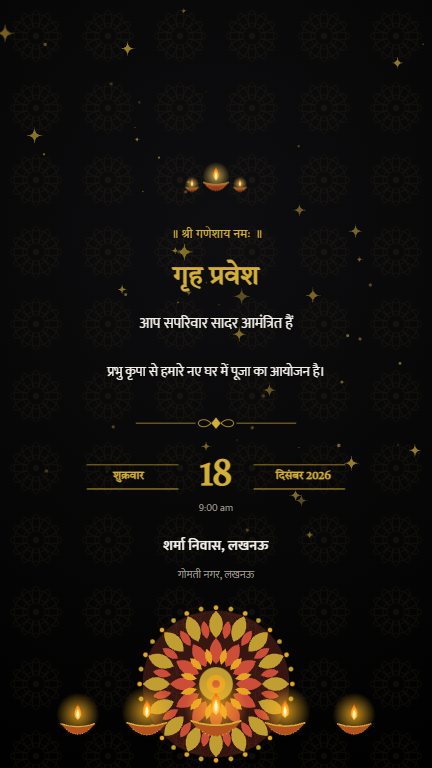 ॥ श्री गणेशाय नमः ॥
गृह प्रवेश
आप सपरिवार सादर आमंत्रित हैं
प्रभु कृपा से हमारे नए घर में पूजा का आयोजन है।
शुक्रवार 18 दिसंबर 2026
9:00 am
शर्मा निवास, लखनऊ
गोमती नगर, लखनऊ